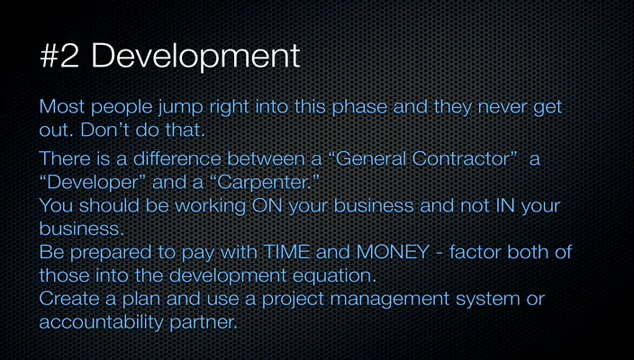 #2 Development
Most people jump right into this phase and they never get
out. Don't do that.
There is a difference between a “General Contractor”  a
“Developer” and a “Carpenter.”
You should be working ON your business and not IN your
business.
Be prepared to pay with TIME and MONEY - factor both of
those into the development equation.
Create a plan and use a project management system or
accountability partner.